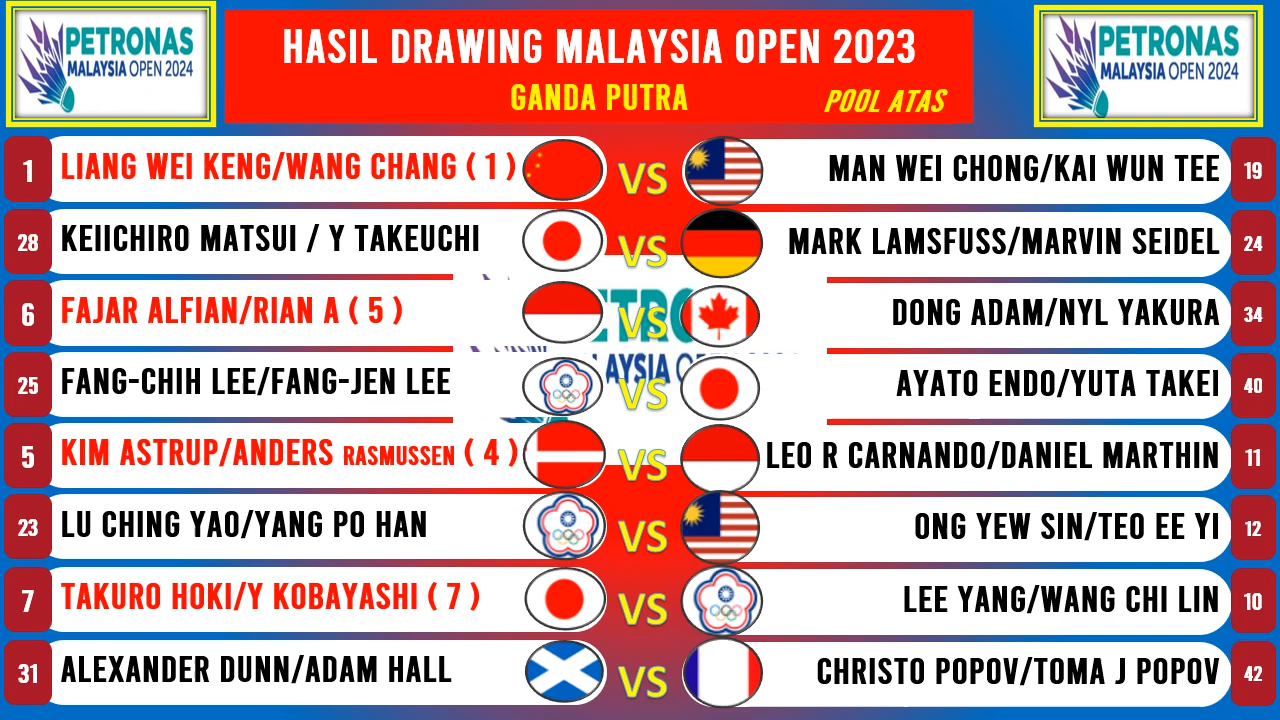 PETRONAS
MALAYSIA OPEN 2024
HASIL DRAWING MALAYSIA OPEN 2023
GANDA PUTRA
POOL ATAS
PETRONAS
MALAYSIA OPEN 2024
1 LIANG WEI KENG/WANG CHANG ( 1 ) VS MAN WEI CHONG/KAI WUN TEE 19
28 KEIICHIRO MATSUI / Y TAKEUCHI VS MARK LAMSFUSS/MARVIN SEIDEL 24
6 FAJAR ALFIAN/RIAN A ( 5 ) VS DONG ADAM/NYL YAKURA 34
25 FANG-CHIH LEE/FANG-JEN LEE VS AYATO ENDO/YUTA TAKEI 40
5 KIM ASTRUP/ANDERS RASMUSSEN ( 4 ) VS LEO R CARNANDO/DANIEL MARTHIN 11
23 LU CHING YAO/YANG PO HAN VS ONG YEW SIN/TEO EE YI 12
7 TAKURO HOKI/Y KOBAYASHI ( 7 ) VS LEE YANG/WANG CHI LIN 10
31 ALEXANDER DUNN/ADAM HALL VS CHRISTO POPOV/TOMA J POPOV 42